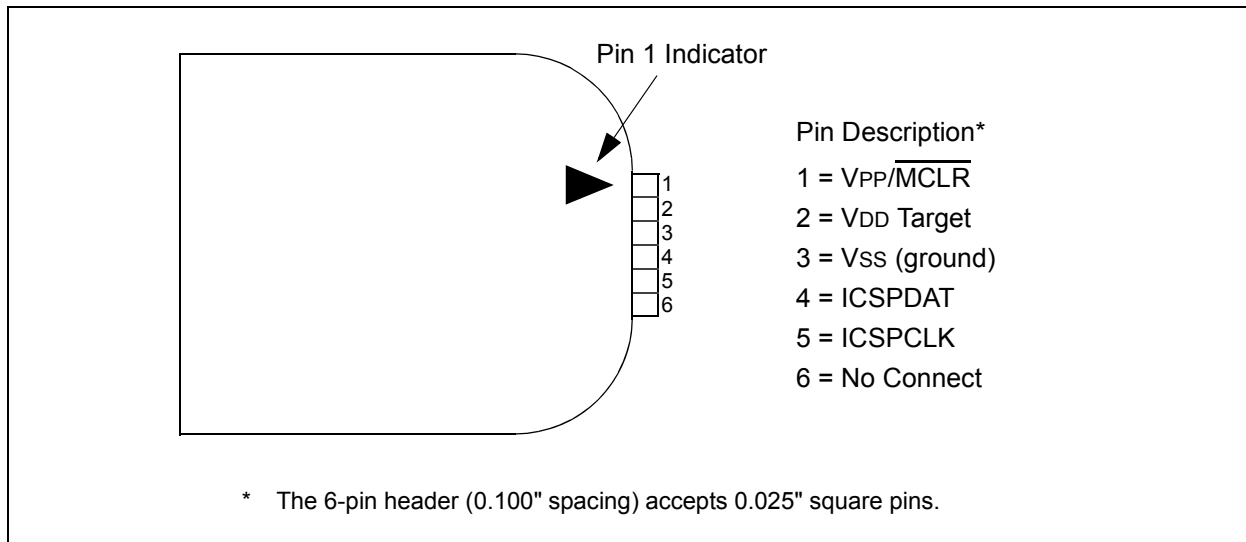 Pin 1 Indicator
1
2
3
4
5
6
Pin Description*
1 = VPP/M̅C̅L̅R̅
2 = VDD Target
3 = VSS (ground)
4 = ICSPDAT
5 = ICSPCLK
6 = No Connect
* The 6-pin header (0.100" spacing) accepts 0.025" square pins.